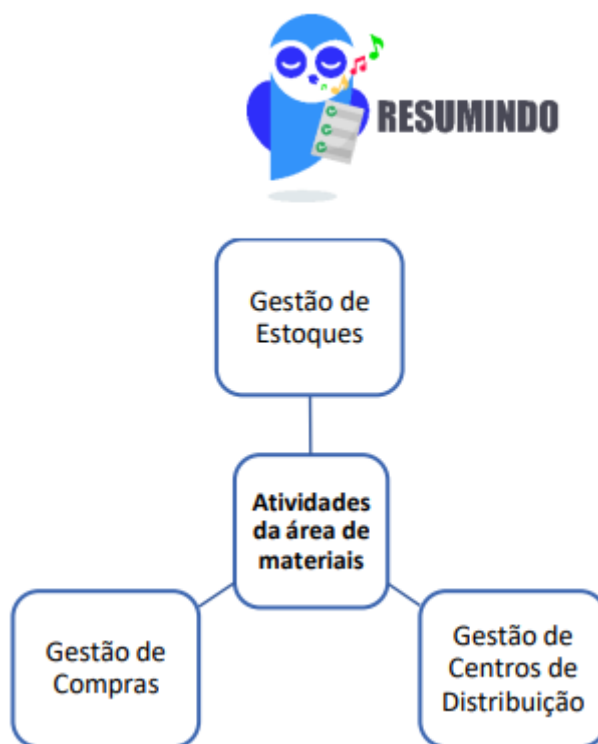 RESUMINDO
Gestão de
Estoques
Atividades
da área de
materiais
Gestão de
Compras
Gestão de
Centros de
Distribuição